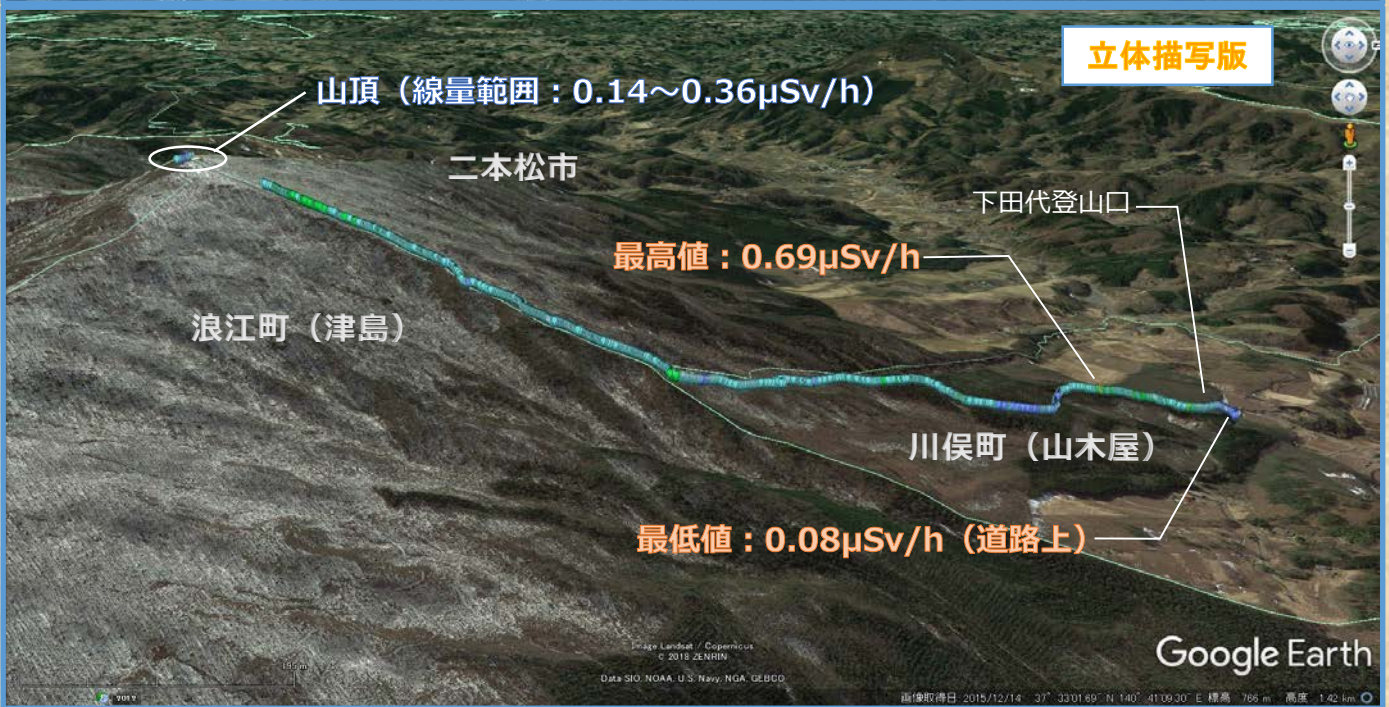 立体描写版
山頂（線量範囲：0.14～0.36μSv/h）
二本松市
下田代登山口
最高値：0.69μSv/h
浪江町（津島）
川俣町（山木屋）
最低値：0.08μSv/h（道路上）
Image Landsat / Copernicus
© 2018 ZENRIN
Data SIO, NOAA, U.S. Navy, NGA, GEBCO
Google Earth
195 m
2012
画像取得日 2015/12/14 37° 33'01.69" N 140° 41'09.30" E 標高 766 m 高度 1.42 km